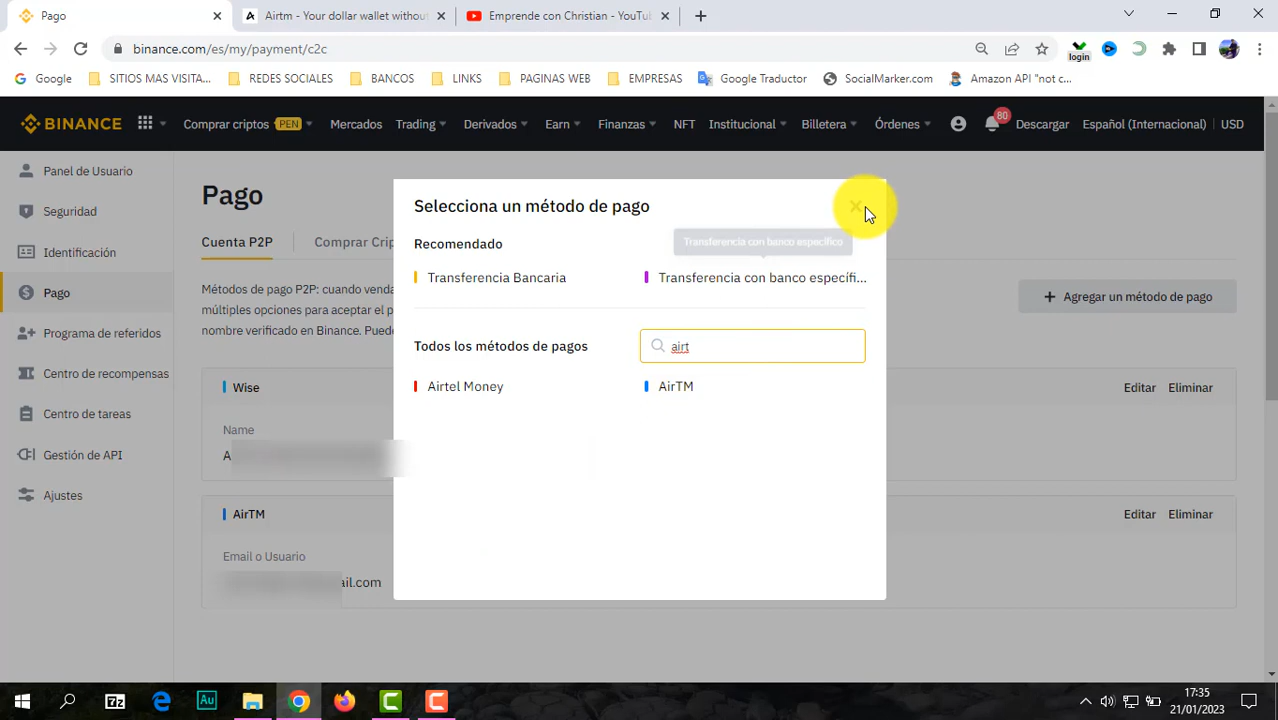 Pago
Airtm - Your dollar wallet without
Emprende con Christian - YouTu
binance.com/es/my/payment/c2c
login
Google
SITIOS MAS VISITA...
REDES SOCIALES
BANCOS
LINKS
PAGINAS WEB
EMPRESAS
Google Traductor
SocialMarker.com
Amazon API "not c...
BINANCE
Comprar criptos PEN
Mercados
Trading
Derivados
Earn
Finanzas
NFT
Institucional
Billetera
Órdenes
80
Descargar
Español (Internacional)
USD
Panel de Usuario
Seguridad
Identificación
Pago
Programa de referidos
Centro de recompensas
Centro de tareas
Gestión de API
Ajustes
Pago
Cuenta P2P
Comprar Crip
Métodos de pago P2P: cuando venda
múltiples opciones para aceptar el p
nombre verificado en Binance. Puede
Agregar un método de pago
Wise
Editar
Eliminar
Name
A
AirTM
Editar
Eliminar
Email o Usuario
ail.com
Selecciona un método de pago
Recomendado
Transferencia con banco específico
Transferencia Bancaria
Transferencia con banco específi...
Todos los métodos de pagos
airt
Airtel Money
AirTM
7z
Au
17:35
21/01/2023